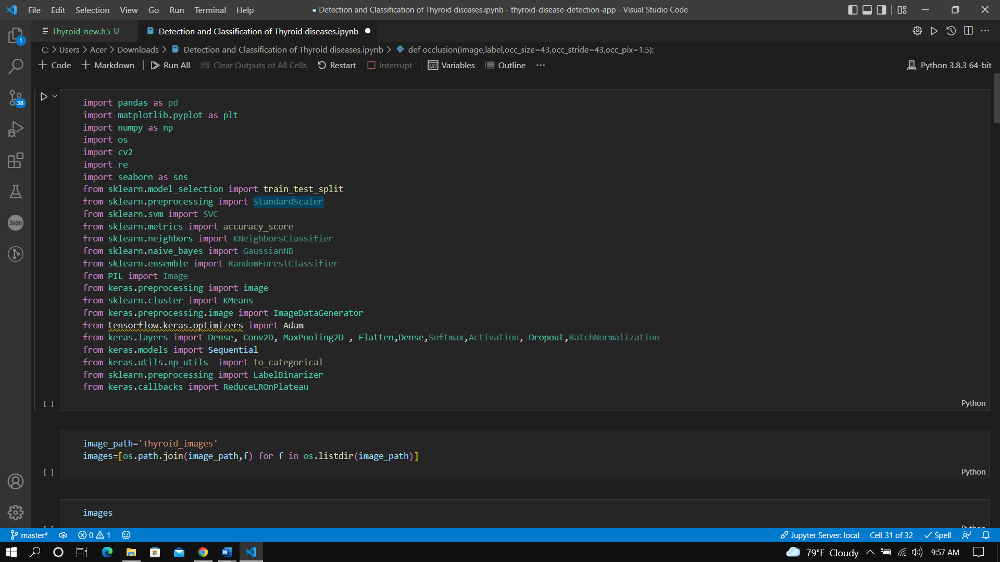 File Edit Selection View Go Run Terminal Help
● Detection and Classification of Thyroid diseases.ipynb - thyroid-disease-detection-app - Visual Studio Code
Thyroid_new.h5 U
Detection and Classification of Thyroid diseases.ipynb ●
C: > Users > Acer > Downloads > Detection and Classification of Thyroid diseases.ipynb > def occlusion(image,label,occ_size=43,occ_stride=43,occ_pix=1.5):
+ Code + Markdown | Run All Clear Outputs of All Cells Restart Interrupt | Variables Outline ···
Python 3.8.3 64-bit
1
38
Json
import pandas as pd
import matplotlib.pyplot as plt
import numpy as np
import os
import cv2
import re
import seaborn as sns
from sklearn.model_selection import train_test_split
from sklearn.preprocessing import StandardScaler
from sklearn.svm import SVC
from sklearn.metrics import accuracy_score
from sklearn.neighbors import KNeighborsClassifier
from sklearn.naive_bayes import GaussianNB
from sklearn.ensemble import RandomForestClassifier
from PIL import Image
from keras.preprocessing import image
from sklearn.cluster import KMeans
from keras.preprocessing.image import ImageDataGenerator
from tensorflow.keras.optimizers import Adam
from keras.layers import Dense, Conv2D, MaxPooling2D , Flatten,Dense,Softmax,Activation, Dropout,BatchNormalization
from keras.models import Sequential
from keras.utils.np_utils  import to_categorical
from sklearn.preprocessing import LabelBinarizer
from keras.callbacks import ReduceLROnPlateau
[ ]
Python
image_path='Thyroid_images'
images=[os.path.join(image_path,f) for f in os.listdir(image_path)]
[ ]
Python
images
[ ]
Python
master* 0 1
Jupyter Server: local Cell 31 of 32 Spell
79°F Cloudy 9:57 AM